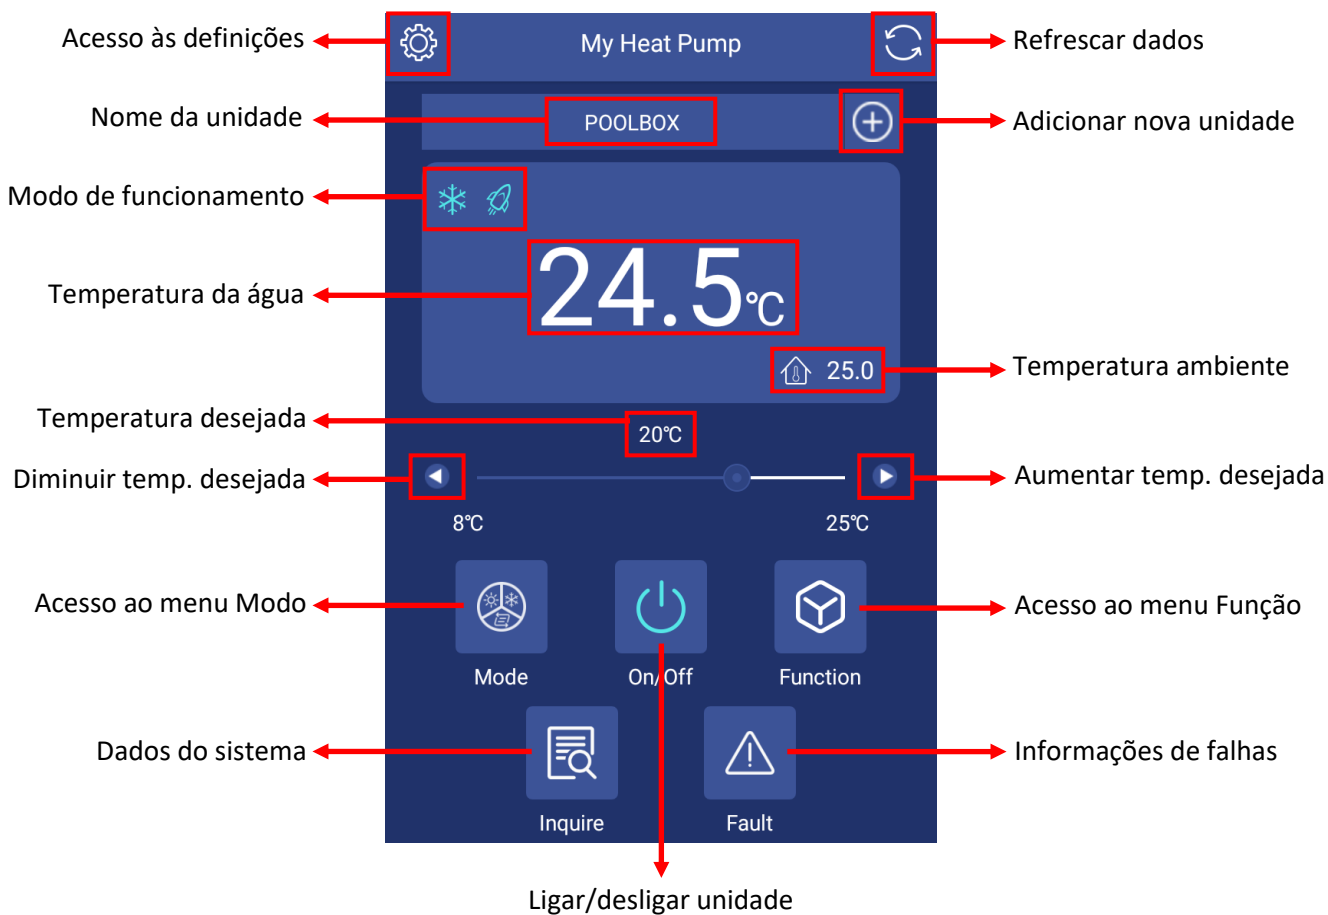 Acesso às definições
My Heat Pump
Refrescar dados
Nome da unidade
POOLBOX
Adicionar nova unidade
Modo de funcionamento
Temperatura da água
24.5°C
25.0
Temperatura ambiente
Temperatura desejada
20°C
Diminuir temp. desejada
Aumentar temp. desejada
8°C
25°C
Acesso ao menu Modo
Acesso ao menu Função
Mode
On/Off
Function
Dados do sistema
Informações de falhas
Inquire
Fault
Ligar/desligar unidade